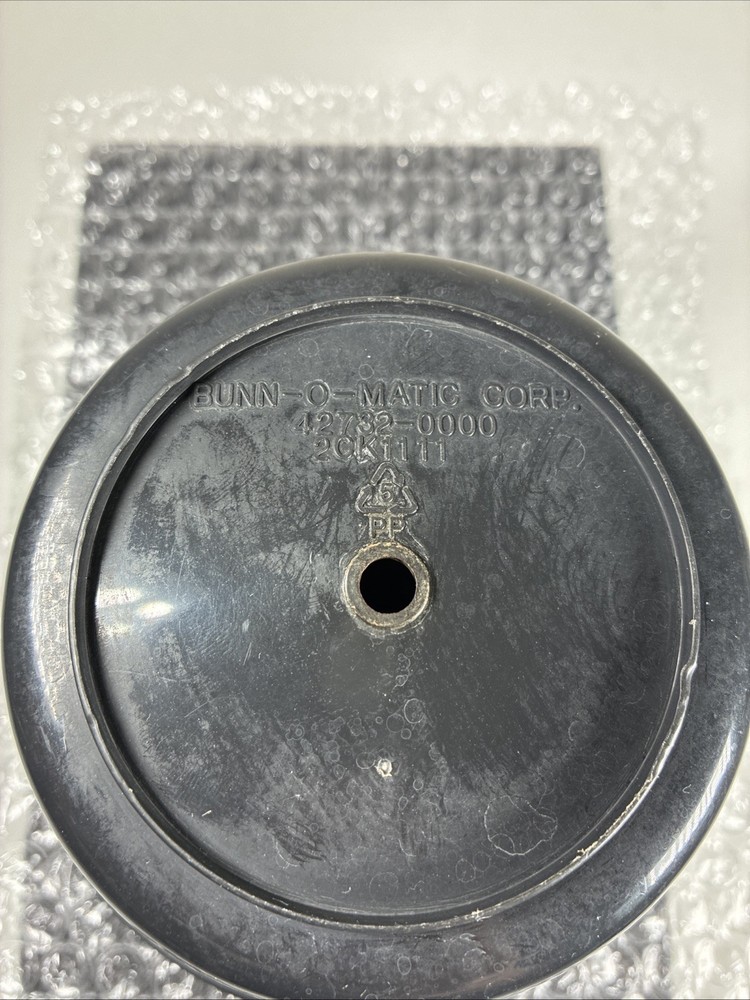 BUNN-O-MATIC CORP.
42732-0000
2CK1111
5
PP